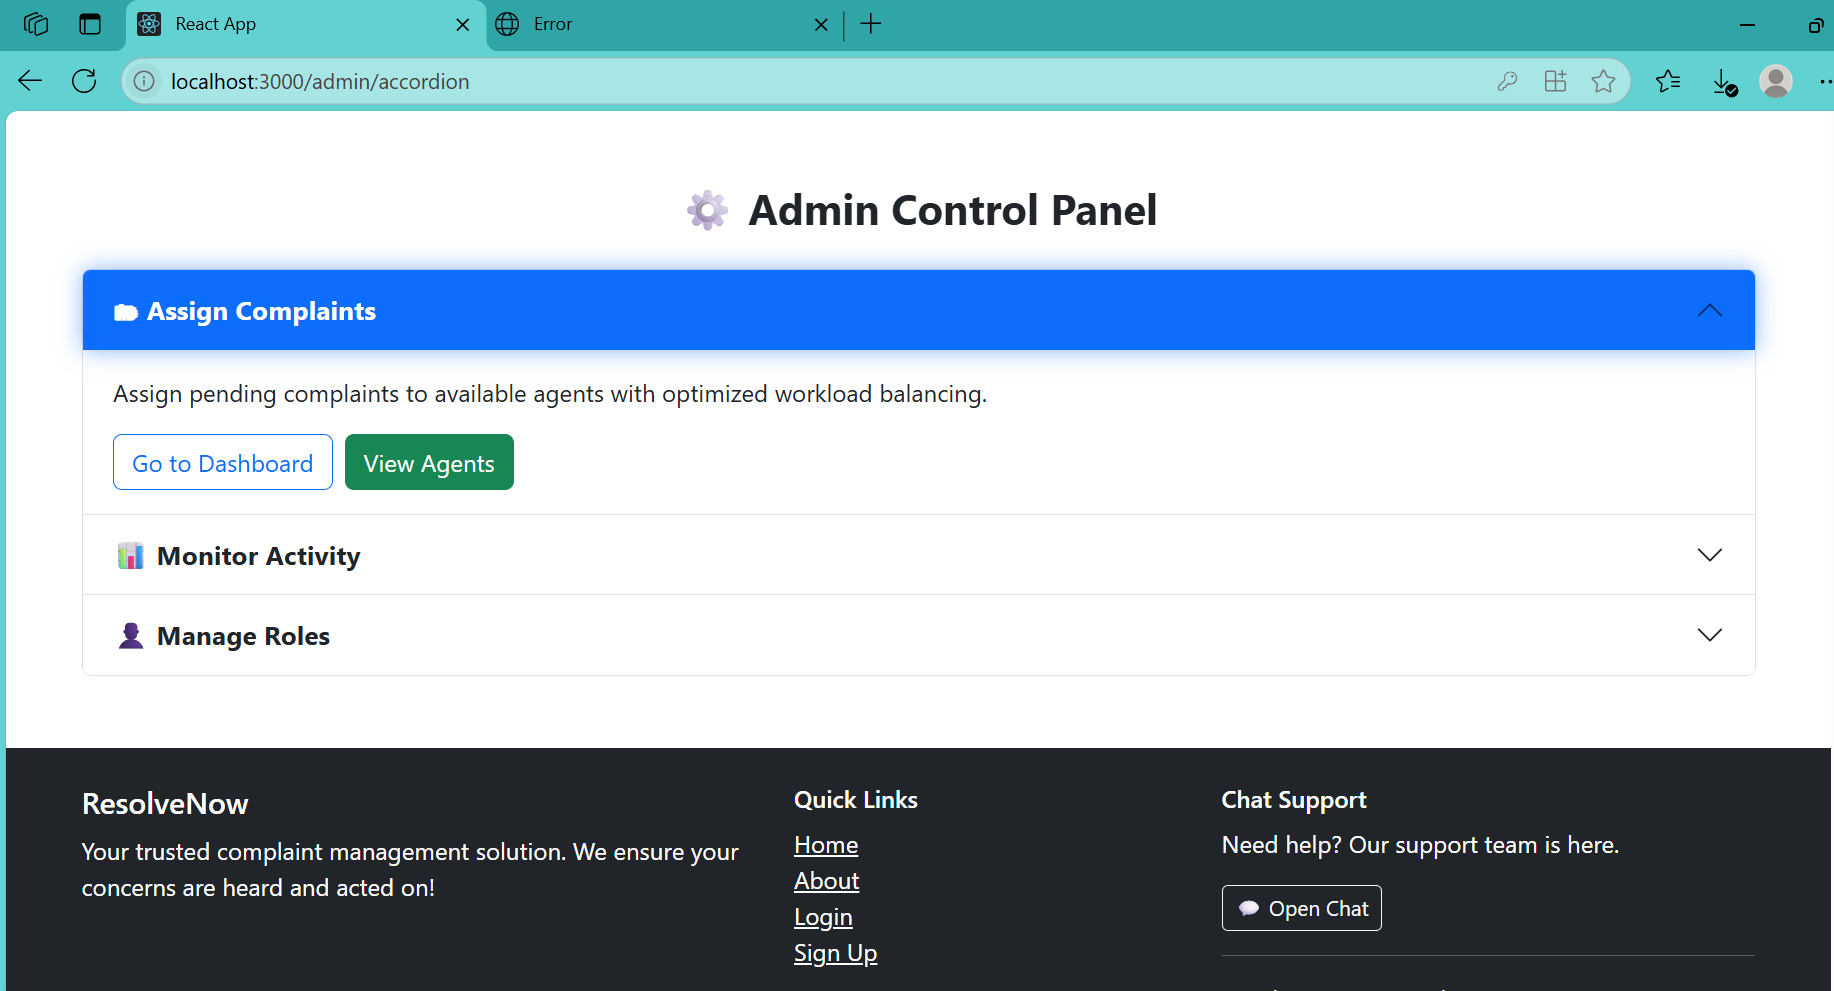 React App
Error
localhost:3000/admin/accordion
Admin Control Panel
Assign Complaints
Assign pending complaints to available agents with optimized workload balancing.
Go to Dashboard
View Agents
Monitor Activity
Manage Roles
ResolveNow
Your trusted complaint management solution. We ensure your
concerns are heard and acted on!
Quick Links
Home
About
Login
Sign Up
Chat Support
Need help? Our support team is here.
Open Chat